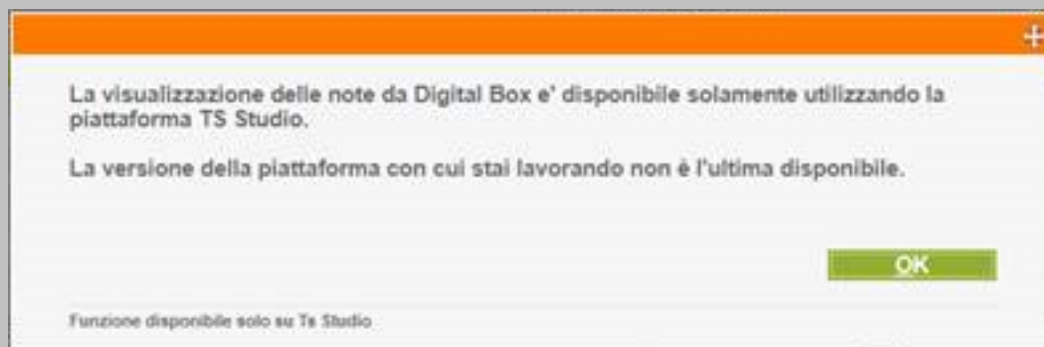 La visualizzazione delle note da Digital Box e' disponibile solamente utilizzando la
piattaforma TS Studio.
La versione della piattaforma con cui stai lavorando non è l'ultima disponibile.
OK
Funzione disponibile solo su Ts Studio